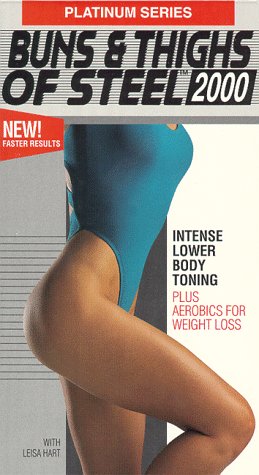 PLATINUM SERIES
BUNS & THIGHS
OF STEEL™ 2000
NEW!
FASTER RESULTS
INTENSE
LOWER
BODY
TONING
PLUS
AEROBICS FOR
WEIGHT LOSS
WITH
LEISA HART